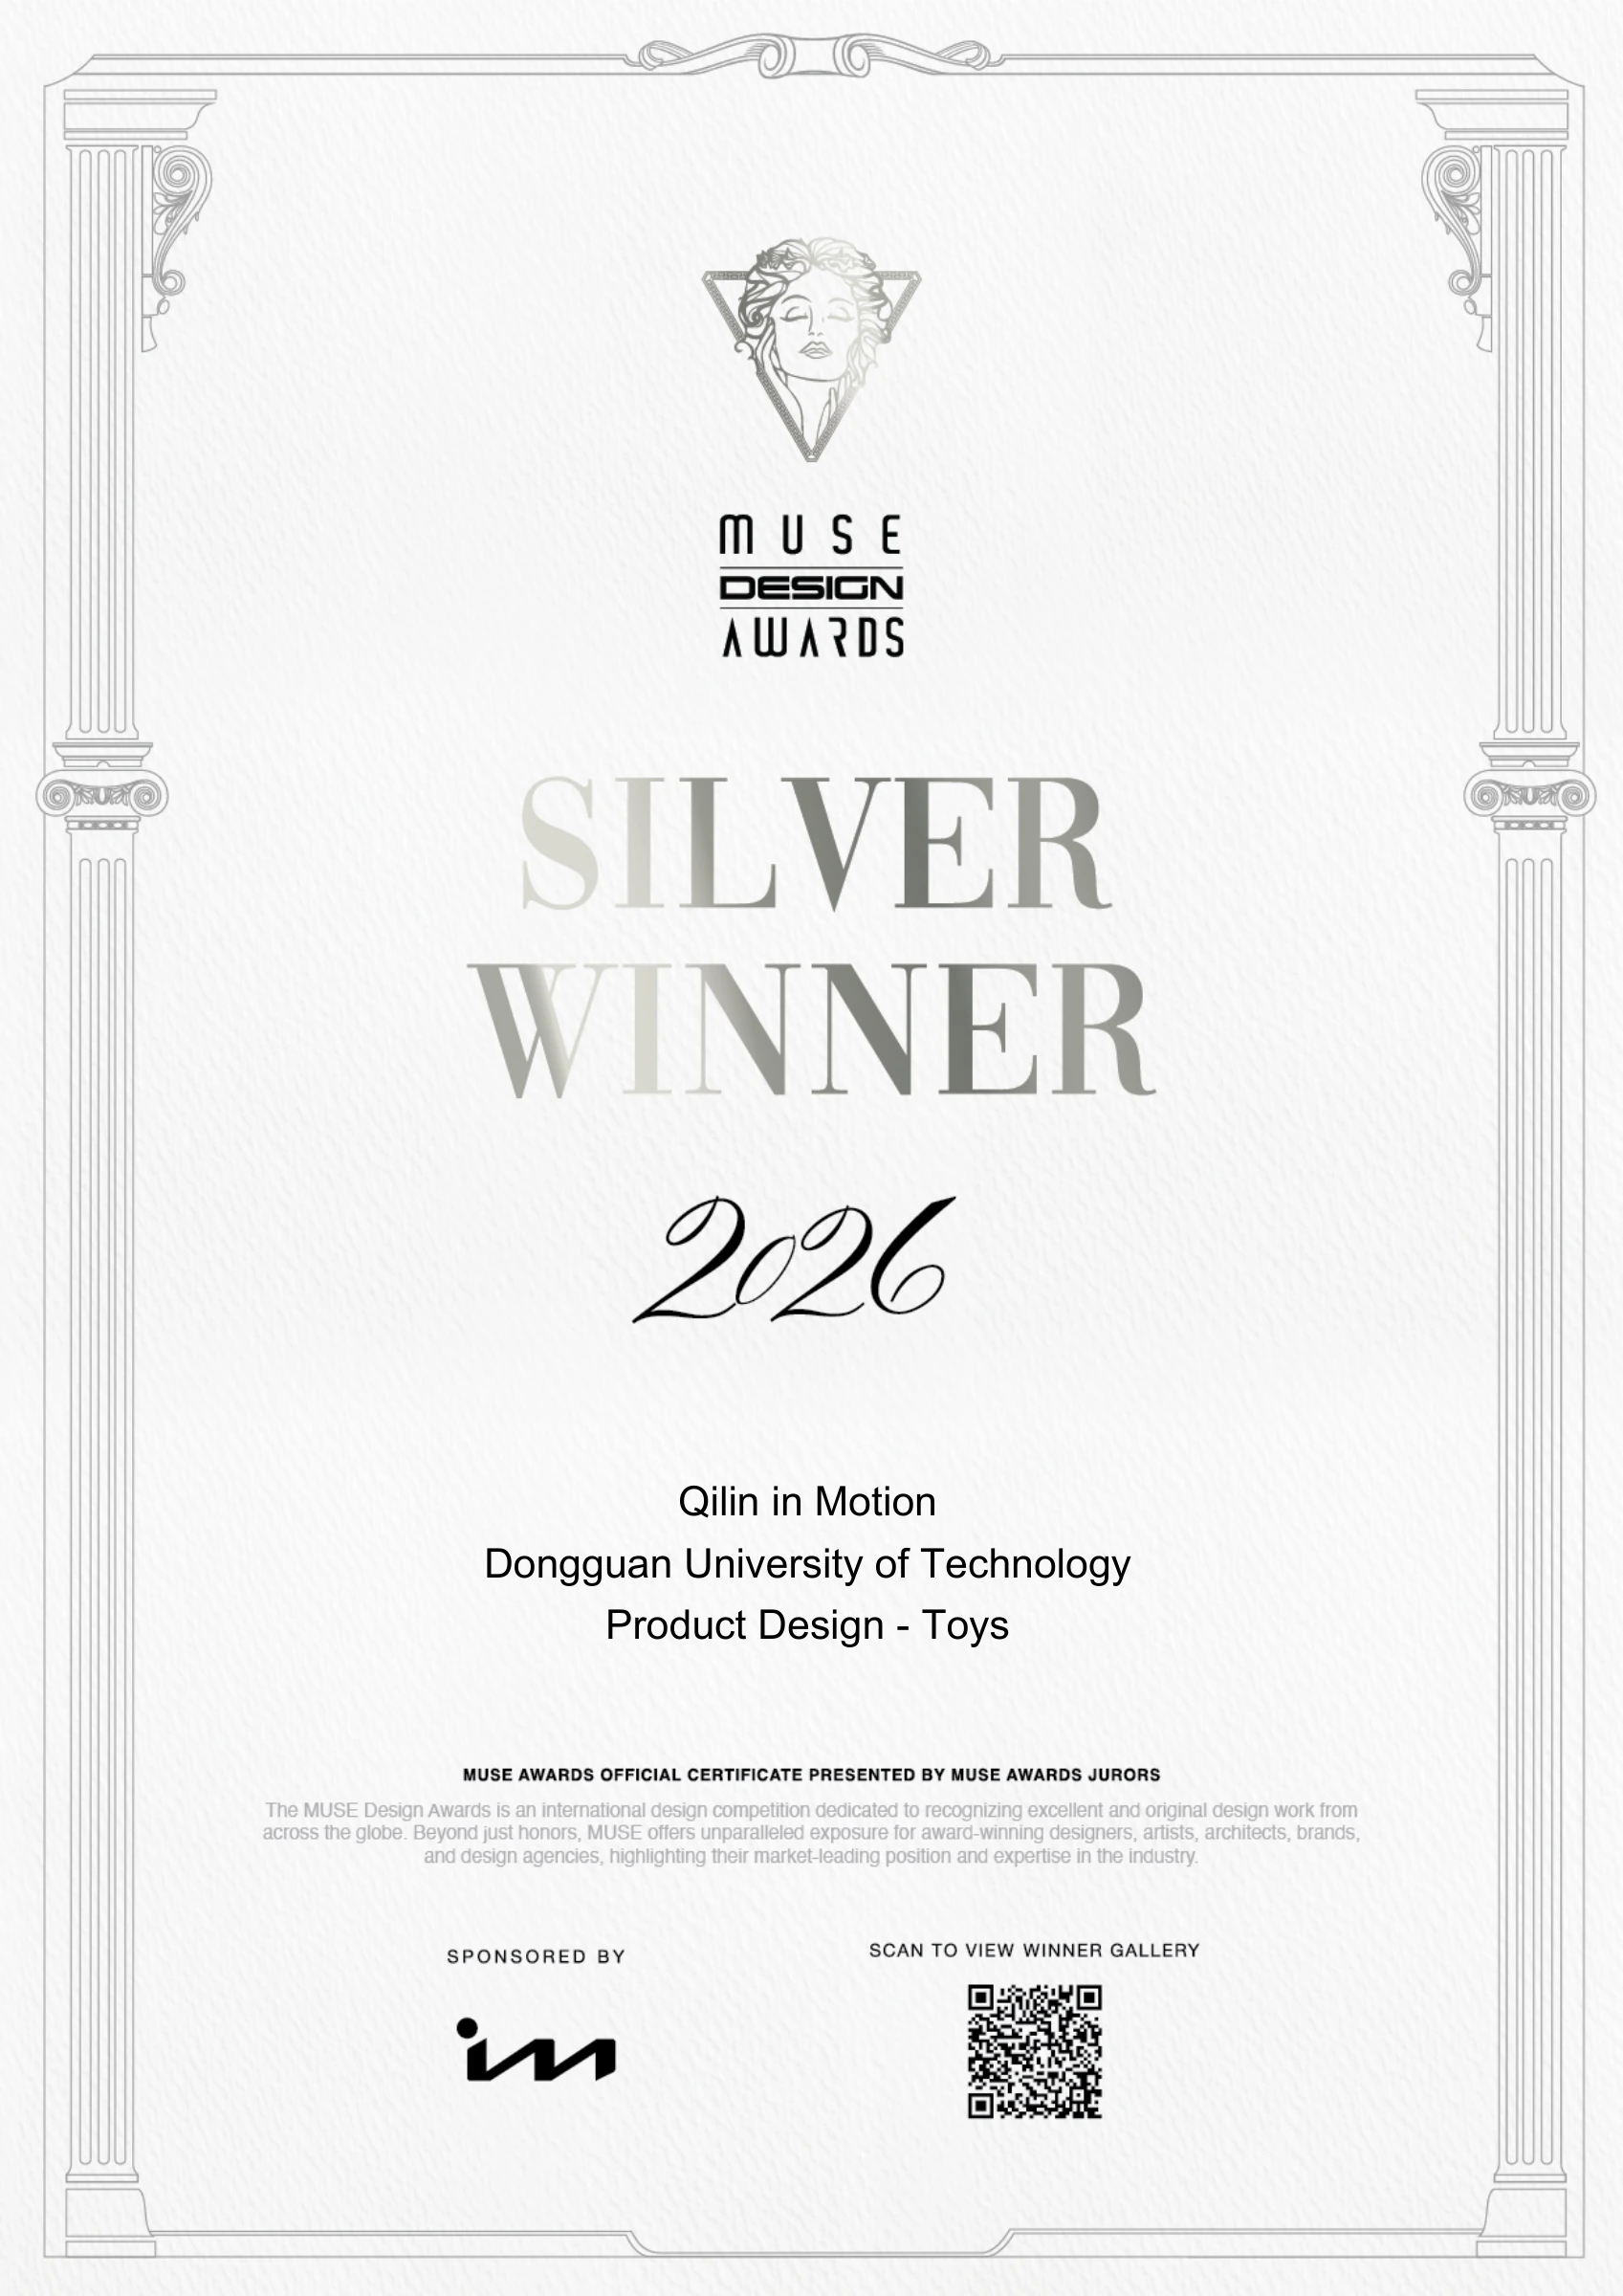 MUSE
DESIGN
AWARDS
SILVER
WINNER
2026
Qilin in Motion
Dongguan University of Technology
Product Design - Toys
MUSE AWARDS OFFICIAL CERTIFICATE PRESENTED BY MUSE AWARDS JURORS
The MUSE Design Awards is an international design competition dedicated to recognizing excellent and original design work from
across the globe. Beyond just honors, MUSE offers unparalleled exposure for award-winning designers, artists, architects, brands,
and design agencies, highlighting their market-leading position and expertise in the industry.
SPONSORED BY
SCAN TO VIEW WINNER GALLERY
im